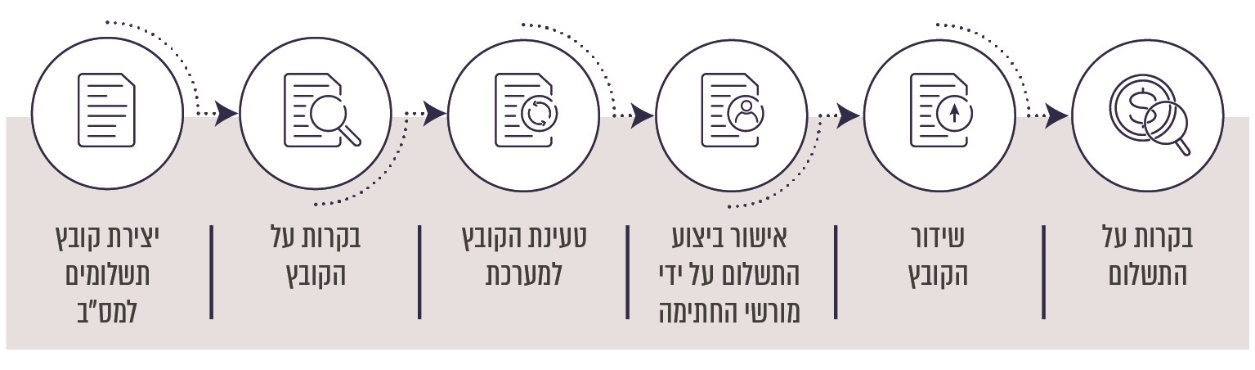 יצירת קובץ
תשלומים
למס"ב
בקרות על
הקובץ
טעינת הקובץ
למערכת
אישור ביצוע
התשלום על ידי
מורשי החתימה
שידור
הקובץ
בקרות על
התשלום